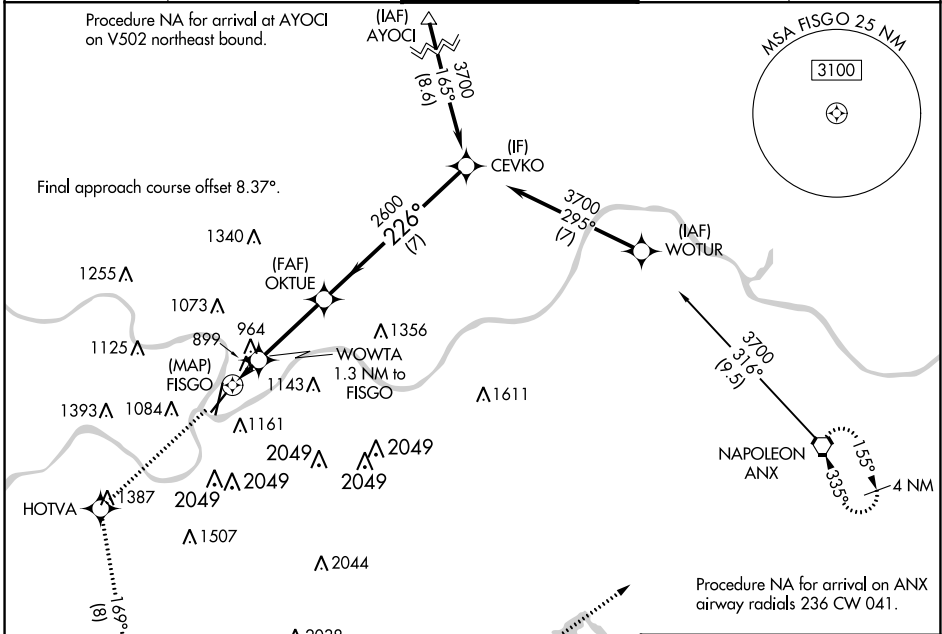 Procedure NA for arrival at AYOCI
on V502 northeast bound.
(IAF)
AYOCI
3700
165°
(8.6)
MSA FISGO 25 NM
3100
(IF)
CEVKO
Final approach course offset 8.37°.
2600
226°
(7)
3700
295°
(7)
(IAF)
WOTUR
1340
1255
(FAF)
OKTUE
1073
964
899
1125
1356
(MAP)
FISGO
WOWTA
1.3 NM to
FISGO
1143
3700
316°
(9.5)
1393
1084
1611
1161
NAPOLEON
ANX
155°
335°
4 NM
2049
2049
2049
2049
2049
HOTVA
1387
1507
2044
169°
(8)
Procedure NA for arrival on ANX
airway radials 236 CW 041.